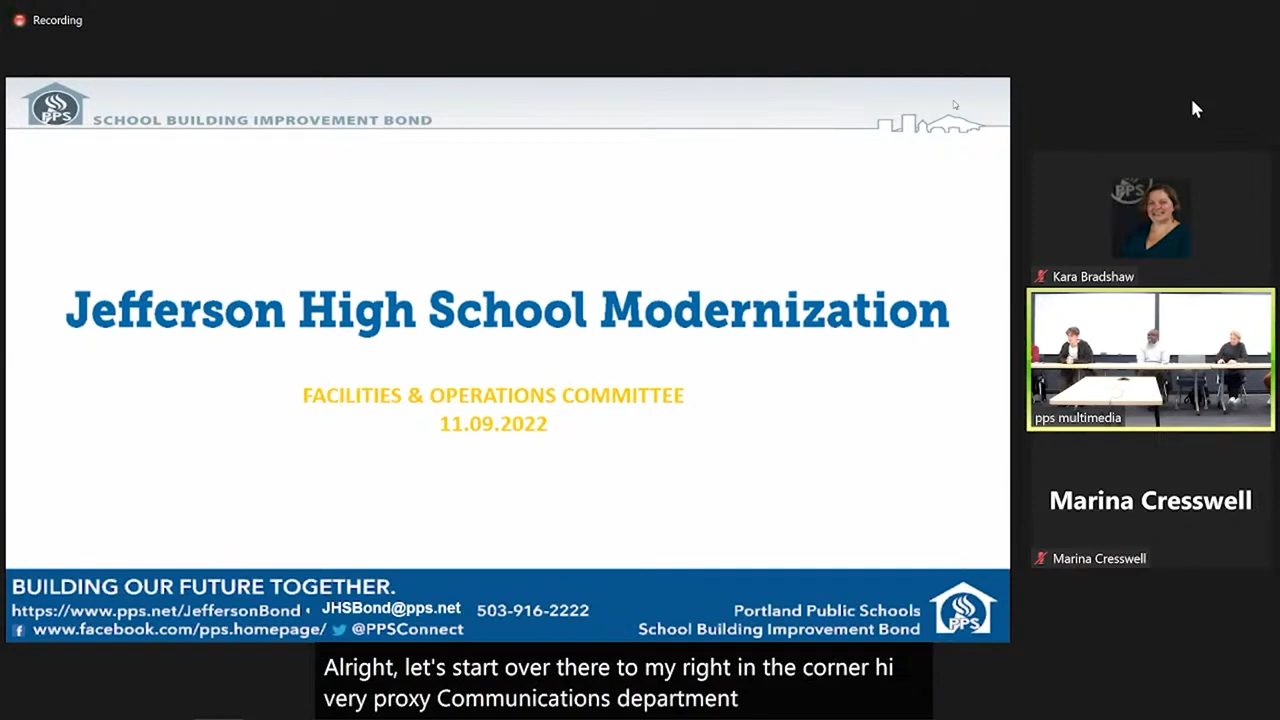 Recording
PPS
SCHOOL BUILDING IMPROVEMENT BOND
Jefferson High School Modernization
FACILITIES & OPERATIONS COMMITTEE
11.09.2022
BUILDING OUR FUTURE TOGETHER.
https://www.pps.net/JeffersonBond • JHSBond@pps.net 503-916-2222
www.facebook.com/pps.homepage/ @PPSConnect
Portland Public Schools
School Building Improvement Bond
PPS
PPS
Kara Bradshaw
pps multimedia
Marina Cresswell
Marina Cresswell
Alright, let's start over there to my right in the corner hi
very proxy Communications department